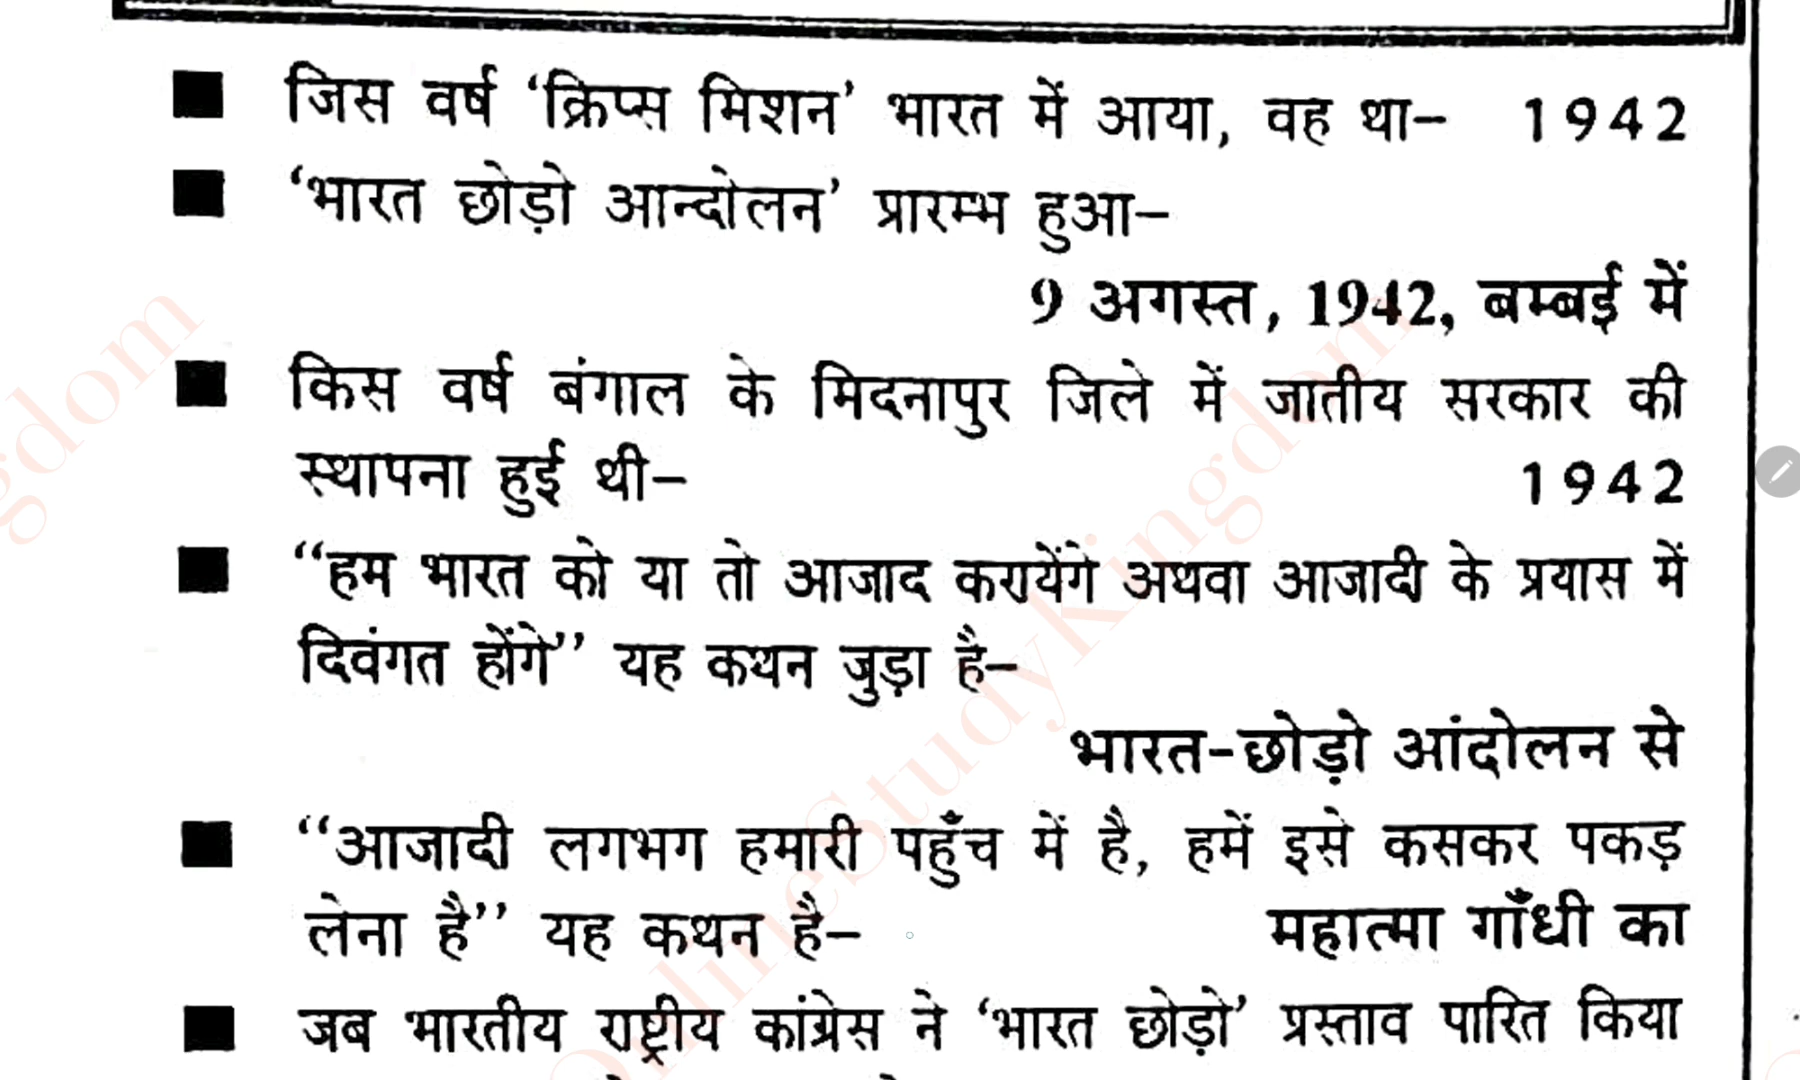 ■ जिस वर्ष ‘क्रिप्स मिशन’ भारत में आया, वह था– 1942
■ ‘भारत छोड़ो आन्दोलन’ प्रारम्भ हुआ–
9 अगस्त, 1942, बम्बई में
■ किस वर्ष बंगाल के मिदनापुर जिले में जातीय सरकार की
स्थापना हुई थी– 1942
■ “हम भारत को या तो आजाद करायेंगे अथवा आजादी के प्रयास में
दिवंगत होंगे” यह कथन जुड़ा है–
भारत-छोड़ो आंदोलन से
■ “आजादी लगभग हमारी पहुँच में है, हमें इसे कसकर पकड़
लेना है” यह कथन है– महात्मा गाँधी का
■ जब भारतीय राष्ट्रीय कांग्रेस ने ‘भारत छोड़ो’ प्रस्ताव पारित किया
OnlineStudyKingdom
gdom